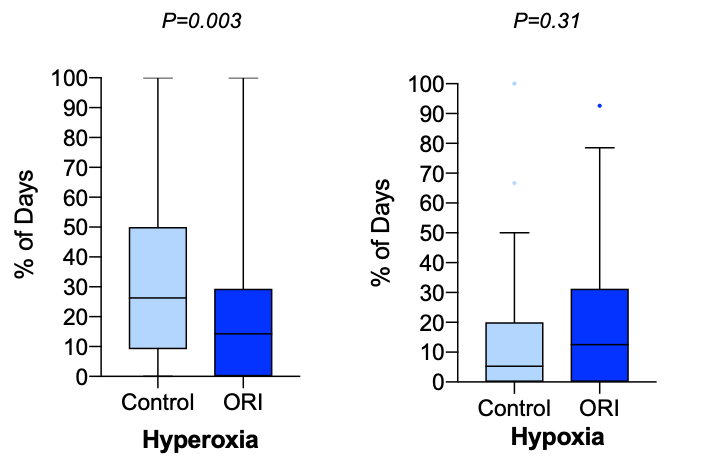 P=0.003
% of Days
100
90
80
70
60
50
40
30
20
10
0
Control ORI
Hyperoxia
P=0.31
% of Days
100
90
80
70
60
50
40
30
20
10
0
Control ORI
Hypoxia